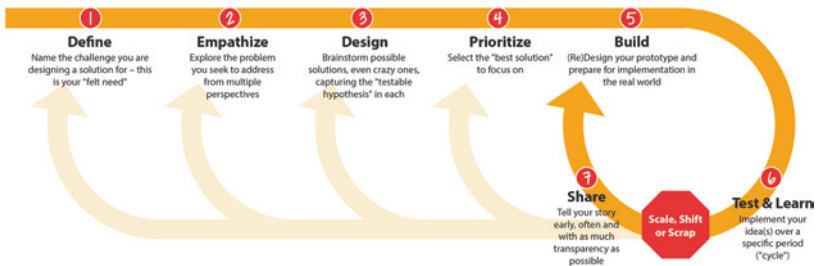 1
Define
Name the challenge you are
designing a solution for – this
is your "felt need"
2
Empathize
Explore the problem
you seek to address
from multiple
perspectives
3
Design
Brainstorm possible
solutions, even crazy ones,
capturing the "testable
hypothesis" in each
4
Prioritize
Select the "best solution"
to focus on
5
Build
(Re)Design your prototype and
prepare for implementation in
the real world
6
Test & Learn
Implement your
idea(s) over a
specific period
("cycle")
Scale, Shift
or Scrap
7
Share
Tell your story
early, often and
with as much
transparency as
possible